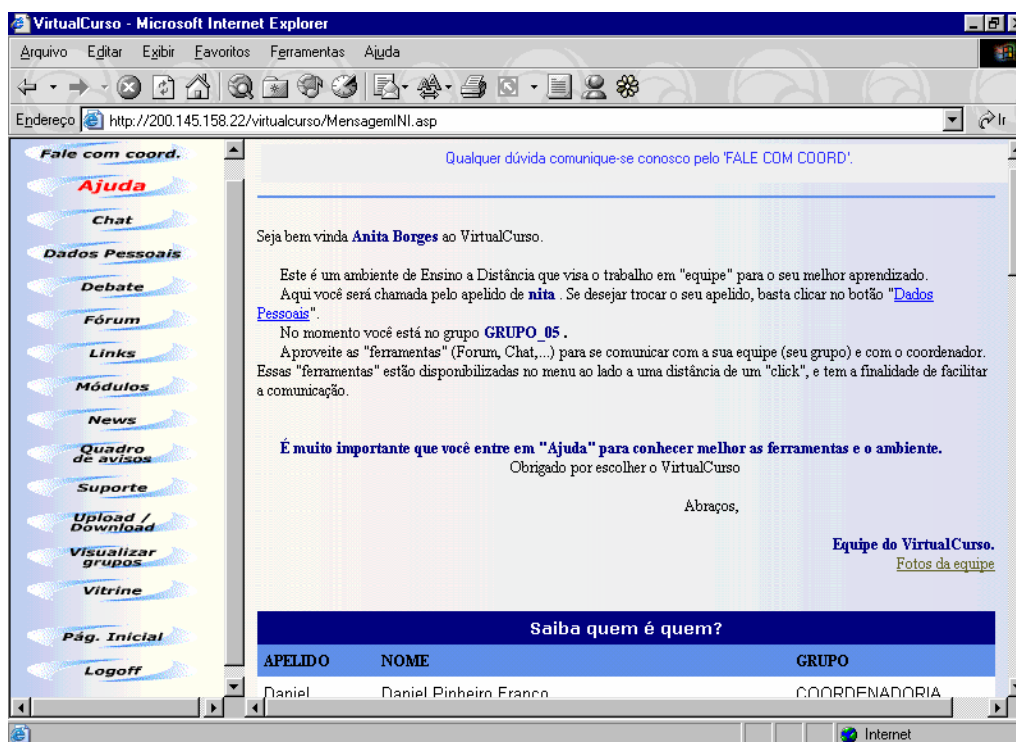 VirtualCurso - Microsoft Internet Explorer
Arquivo Editar Exibir Favoritos Ferramentas Ajuda
Endereço http://200.145.158.22/virtualcurso/MensagemINI.asp Ir
Fale com coord.
Ajuda
Chat
Dados Pessoais
Debate
Fórum
Links
Módulos
News
Quadro
de avisos
Suporte
Upload /
Download
Visualizar
grupos
Vitrine
Pág. Inicial
Logoff
Qualquer dúvida comunique-se conosco pelo 'FALE COM COORD'.
Seja bem vinda Anita Borges ao VirtualCurso.
Este é um ambiente de Ensino a Distância que visa o trabalho em "equipe" para o seu melhor aprendizado.
Aqui você será chamada pelo apelido de nita . Se desejar trocar o seu apelido, basta clicar no botão "Dados
Pessoais".
No momento você está no grupo GRUPO_05 .
Aproveite as "ferramentas" (Forum, Chat,...) para se comunicar com a sua equipe (seu grupo) e com o coordenador.
Essas "ferramentas" estão disponibilizadas no menu ao lado a uma distância de um "click", e tem a finalidade de facilitar
a comunicação.
É muito importante que você entre em "Ajuda" para conhecer melhor as ferramentas e o ambiente.
Obrigado por escolher o VirtualCurso
Abraços,
Equipe do VirtualCurso.
Fotos da equipe
Saiba quem é quem?
APELIDO NOME GRUPO
Daniel Daniel Pinheiro Franco COORDENADORIA
Internet